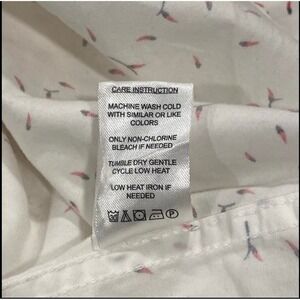 CARE INSTRUCTION
MACHINE WASH COLD
WITH SIMILAR OR LIKE
COLORS
ONLY NON-CHLORINE
BLEACH IF NEEDED
TUMBLE DRY GENTLE
CYCLE LOW HEAT
LOW HEAT IRON IF
NEEDED
P